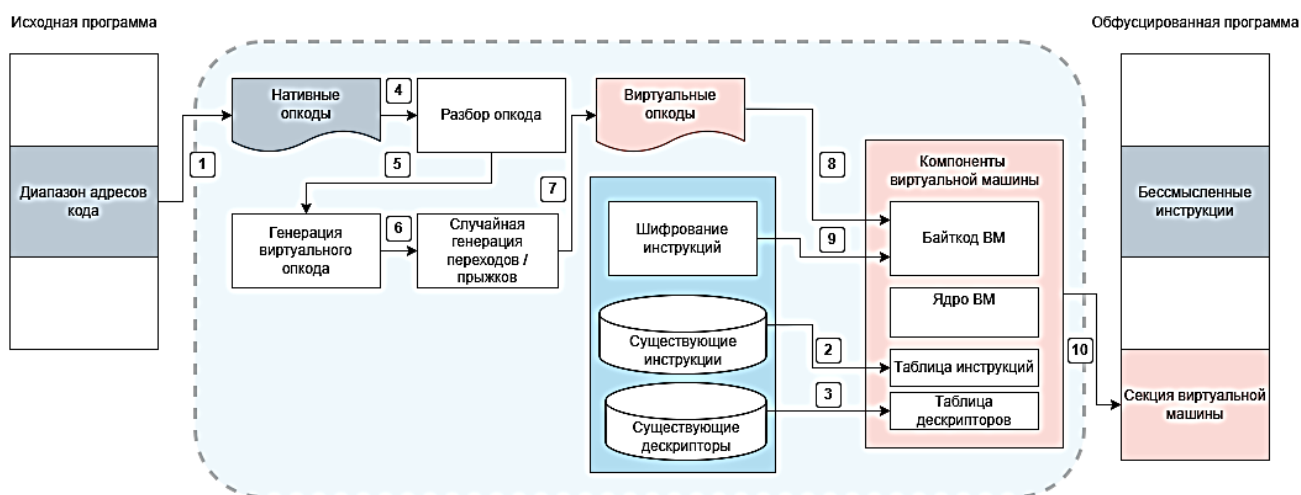 Исходная программа
Обфусцированная программа
Диапазон адресов
кода
1
Нативные
опкоды
4
Разбор опкода
5
Генерация
виртуального
опкода
6
Случайная
генерация
переходов /
прыжков
7
Виртуальные
опкоды
8
Шифрование
инструкций
9
Существующие
инструкции
2
Существующие
дескрипторы
3
Компоненты
виртуальной машины
Байткод ВМ
Ядро ВМ
Таблица инструкций
Таблица
дескрипторов
10
Бессмысленные
инструкции
Секция виртуальной
машины